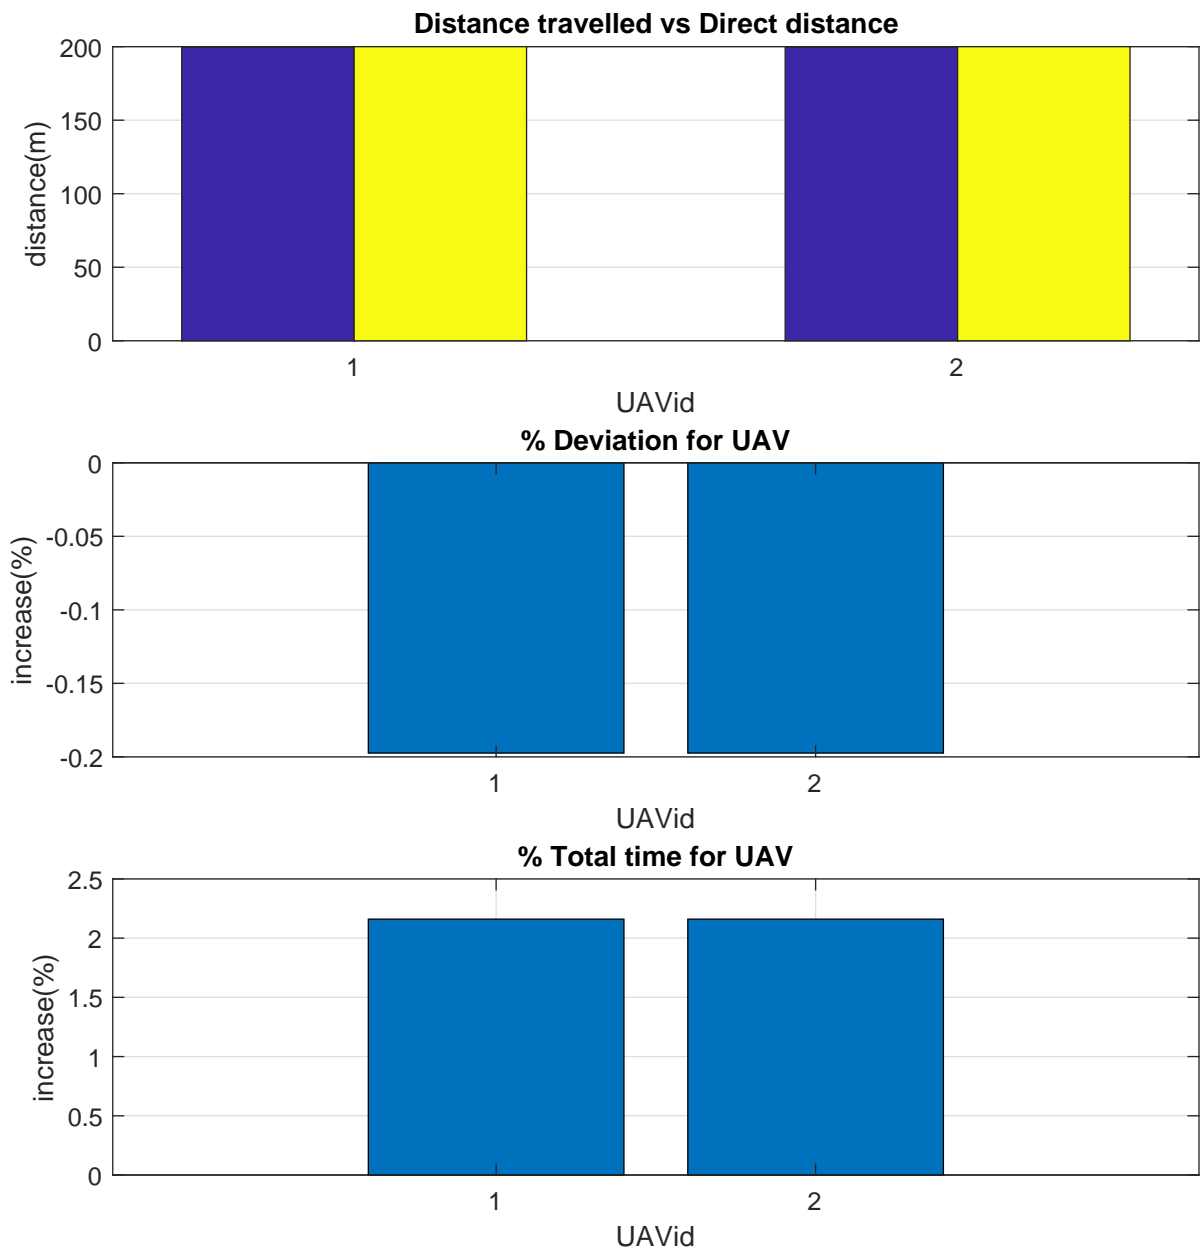 Distance travelled vs Direct distance
200
150
100
50
0
distance(m)
1 2
UAVid
% Deviation for UAV
0
-0.05
-0.1
-0.15
-0.2
increase(%)
1 2
UAVid
% Total time for UAV
2.5
2
1.5
1
0.5
0
increase(%)
1 2
UAVid